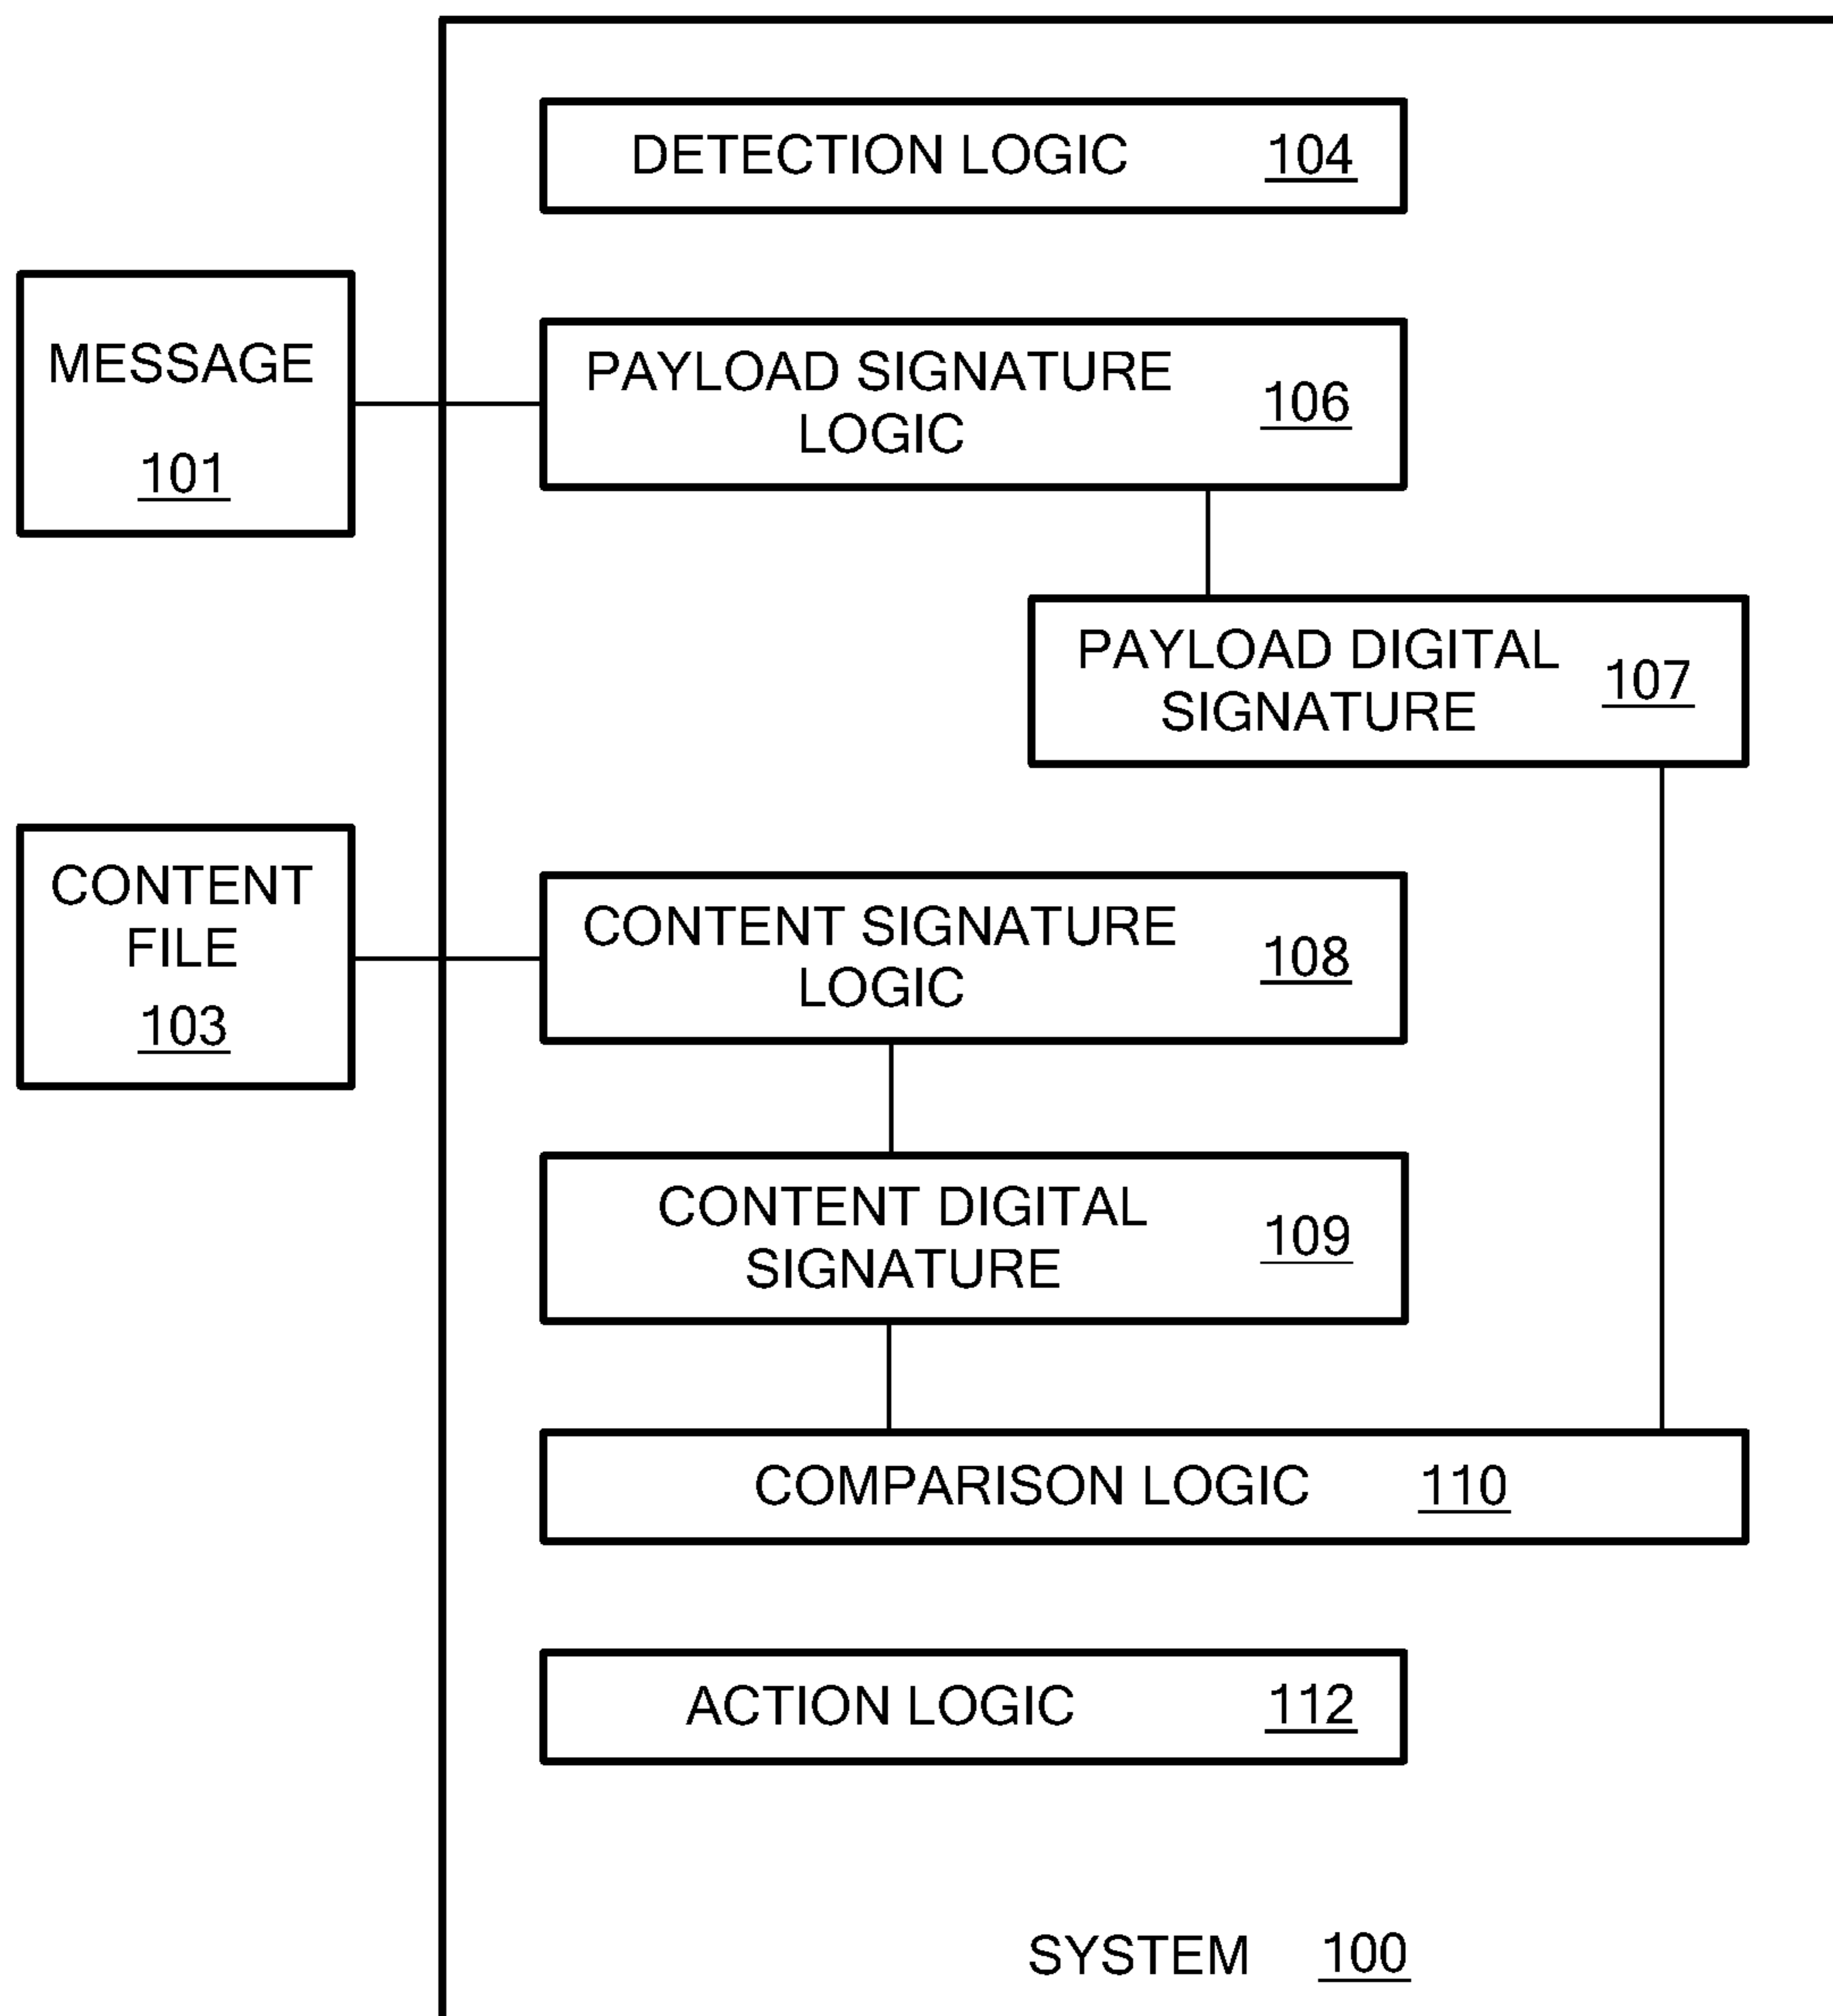 DETECTION LOGIC 104
MESSAGE
101
PAYLOAD SIGNATURE
LOGIC
106
PAYLOAD DIGITAL
SIGNATURE
107
CONTENT
FILE
103
CONTENT SIGNATURE
LOGIC
108
CONTENT DIGITAL
SIGNATURE
109
COMPARISON LOGIC 110
ACTION LOGIC 112
SYSTEM 100